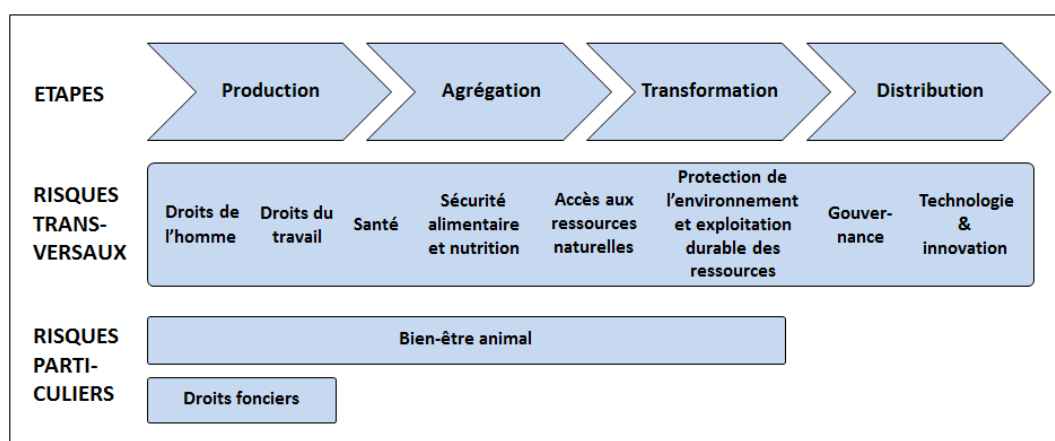 ETAPES
Production
Agrégation
Transformation
Distribution
RISQUES
TRANS-
VERSAUX
Droits de
l’homme
Droits du
travail
Santé
Sécurité
alimentaire
et nutrition
Accès aux
ressources
naturelles
Protection de
l’environnement
et exploitation
durable des
ressources
Gouver-
nance
Technologie
&
innovation
RISQUES
PARTI-
CULIERS
Bien-être animal
Droits fonciers